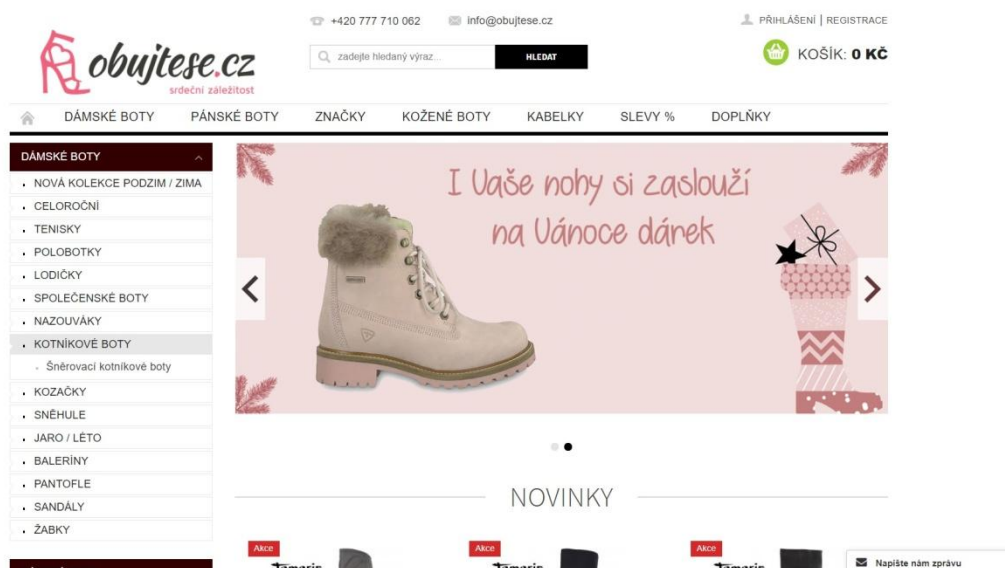 +420 777 710 062
info@obujtese.cz
PŘIHLÁŠENÍ | REGISTRACE
obujtese.cz
srdeční záležitost
zadejte hledaný výraz...
HLEDAT
KOŠÍK: 0 KČ
DÁMSKÉ BOTY
PÁNSKÉ BOTY
ZNAČKY
KOŽENÉ BOTY
KABELKY
SLEVY %
DOPLŇKY
DÁMSKÉ BOTY
NOVÁ KOLEKCE PODZIM / ZIMA
CELOROČNÍ
TENISKY
POLOBOTKY
LODIČKY
SPOLEČENSKÉ BOTY
NAZOUVÁKY
KOTNÍKOVÉ BOTY
Šněrovací kotníkové boty
KOZAČKY
SNĚHULE
JARO / LÉTO
BALERÍNY
PANTOFLE
SANDÁLY
ŽABKY
I Vaše nohy si zaslouží
na Vánoce dárek
NOVINKY
Akce
Tamaris
Akce
Tamaris
Akce
Tamaris
Napište nám zprávu